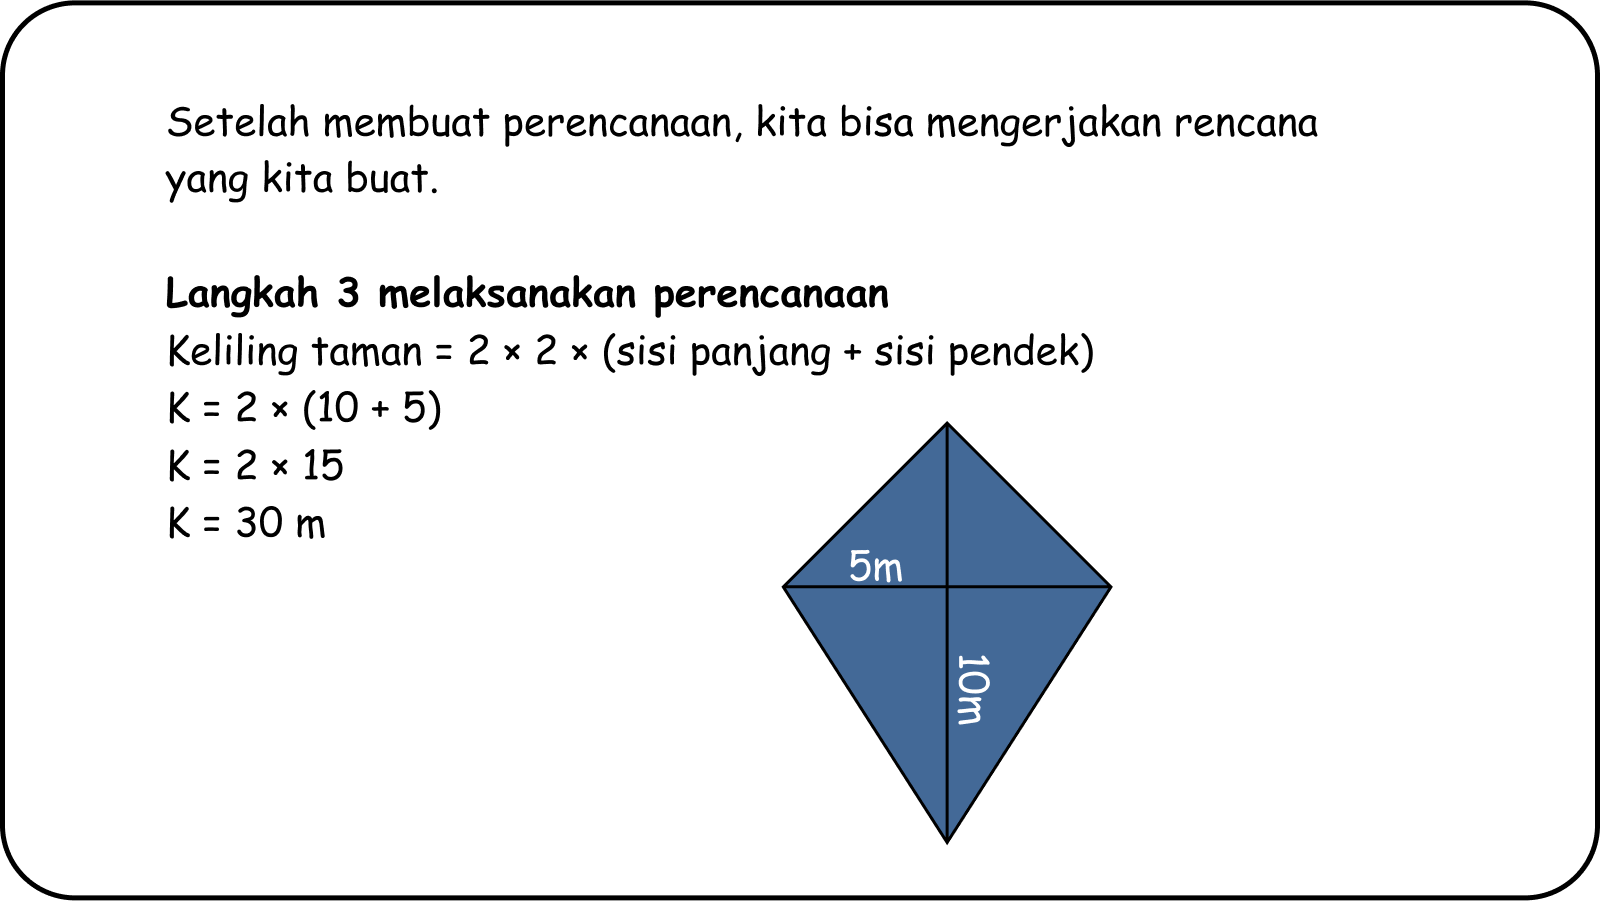 Setelah membuat perencanaan, kita bisa mengerjakan rencana
yang kita buat.
Langkah 3 melaksanakan perencanaan
Keliling taman = 2 × 2 × (sisi panjang + sisi pendek)
K = 2 × (10 + 5)
K = 2 × 15
K = 30 m
5m
10m